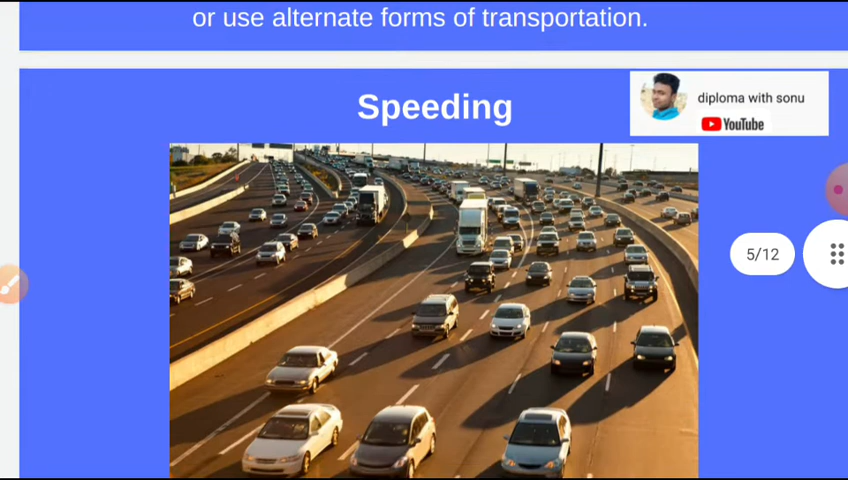 or use alternate forms of transportation.
Speeding
diploma with sonu
YouTube
5/12